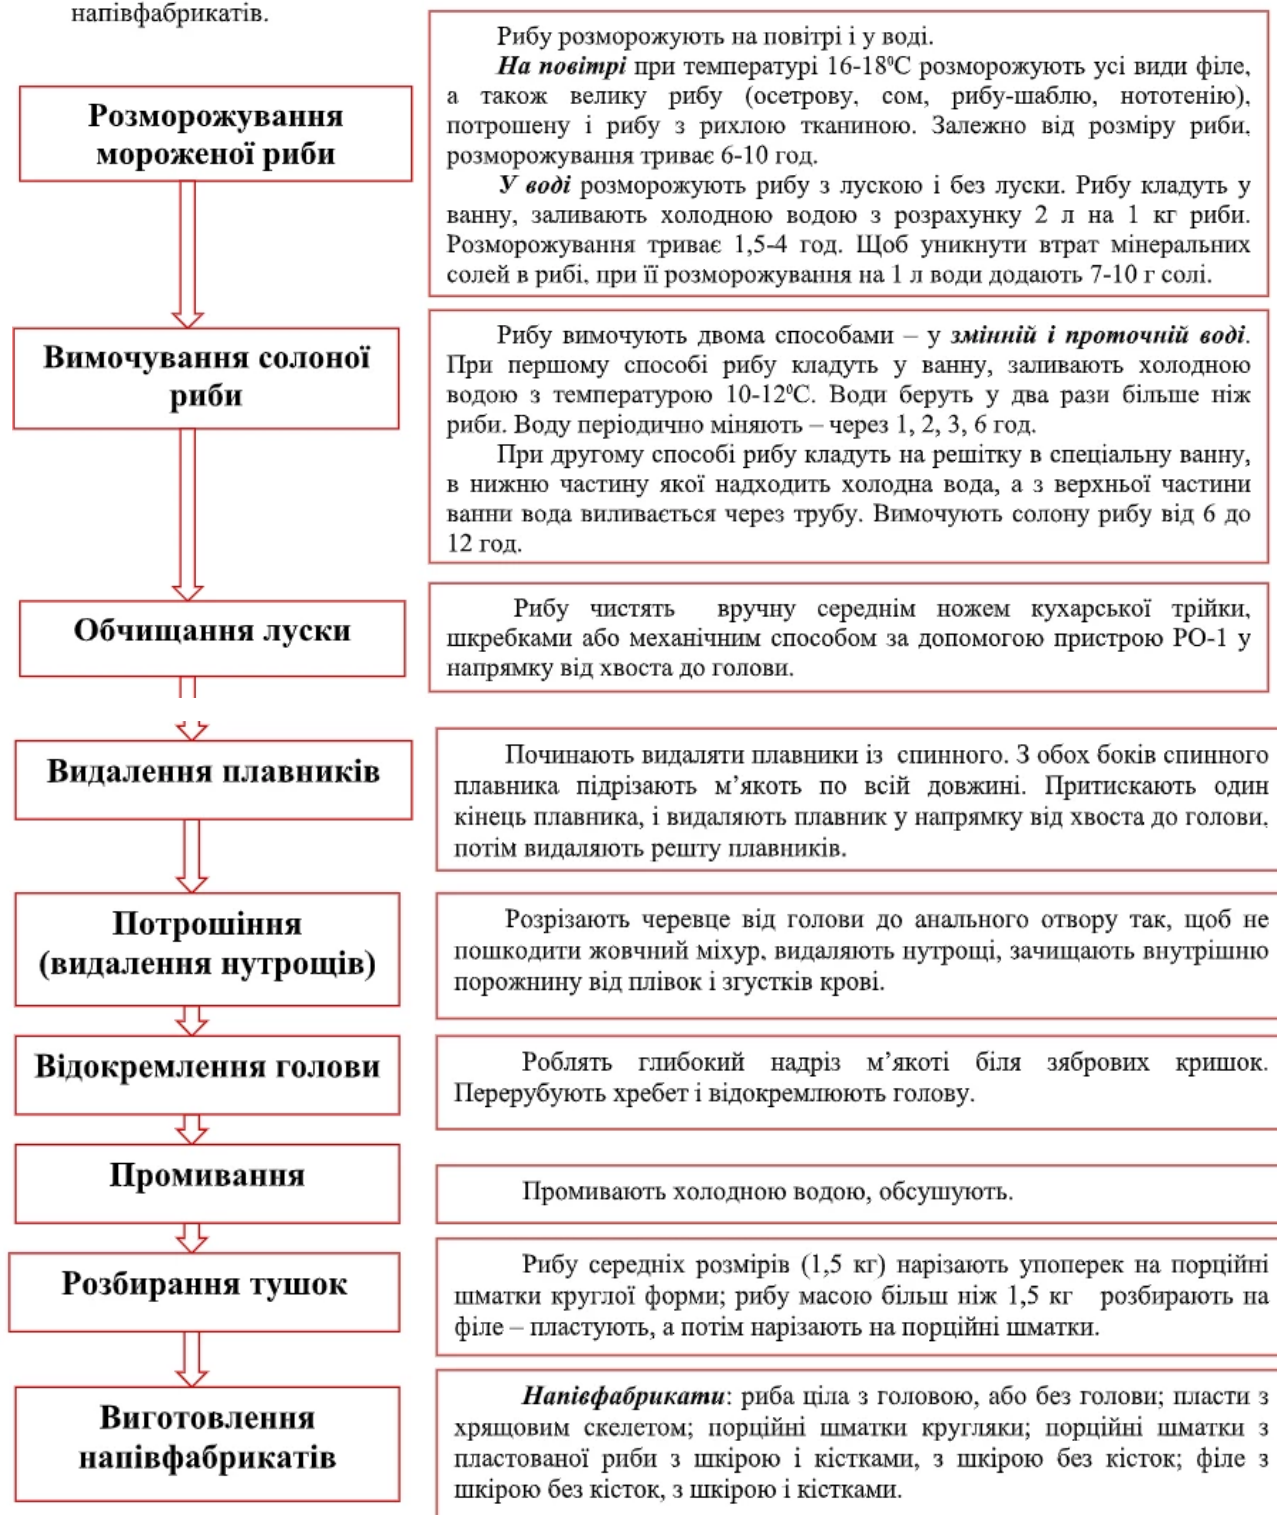 напівфабрикатів.
Розморожування
мороженої риби
Рибу розморожують на повітрі і у воді.
На повітрі при температурі 16-18⁰С розморожують усі види філе,
а також велику рибу (осетрову, сом, рибу-шаблю, нототенію),
потрошену і рибу з рихлою тканиною. Залежно від розміру риби,
розморожування триває 6-10 год.
У воді розморожують рибу з лускою і без луски. Рибу кладуть у
ванну, заливають холодною водою з розрахунку 2 л на 1 кг риби.
Розморожування триває 1,5-4 год. Щоб уникнути втрат мінеральних
солей в рибі, при її розморожування на 1 л води додають 7-10 г солі.
Вимочування солоної
риби
Рибу вимочують двома способами – у змінній і проточній воді.
При першому способі рибу кладуть у ванну, заливають холодною
водою з температурою 10-12⁰С. Води беруть у два рази більше ніж
риби. Воду періодично міняють – через 1, 2, 3, 6 год.
При другому способі рибу кладуть на решітку в спеціальну ванну,
в нижню частину якої надходить холодна вода, а з верхньої частини
ванни вода виливається через трубу. Вимочують солону рибу від 6 до
12 год.
Обчищання луски
Рибу чистять вручну середнім ножем кухарської трійки,
шкребками або механічним способом за допомогою пристрою РО-1 у
напрямку від хвоста до голови.
Видалення плавників
Починають видаляти плавники із спинного. З обох боків спинного
плавника підрізають м’якоть по всій довжині. Притискають один
кінець плавника, і видаляють плавник у напрямку від хвоста до голови,
потім видаляють решту плавників.
Потрошіння
(видалення нутрощів)
Розрізають черевце від голови до анального отвору так, щоб не
пошкодити жовчний міхур, видаляють нутрощі, зачищають внутрішню
порожнину від плівок і згустків крові.
Відокремлення голови
Роблять глибокий надріз м’якоті біля зябрових кришок.
Перерубують хребет і відокремлюють голову.
Промивання
Промивають холодною водою, обсушують.
Розбирання тушок
Рибу середніх розмірів (1,5 кг) нарізають упоперек на порційні
шматки круглої форми; рибу масою більш ніж 1,5 кг розбирають на
філе – пластують, а потім нарізають на порційні шматки.
Виготовлення
напівфабрикатів
Напівфабрикати: риба ціла з головою, або без голови; пласти з
хрящовим скелетом; порційні шматки кругляки; порційні шматки з
пластованої риби з шкірою і кістками, з шкірою без кісток; філе з
шкірою без кісток, з шкірою і кістками.